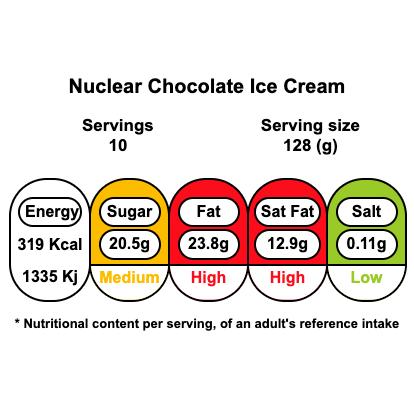 Nuclear Chocolate Ice Cream
Servings Serving size
10 128 (g)
Energy Sugar Fat Sat Fat Salt
319 Kcal 20.5g 23.8g 12.9g 0.11g
1335 Kj Medium High High Low
* Nutritional content per serving, of an adult's reference intake